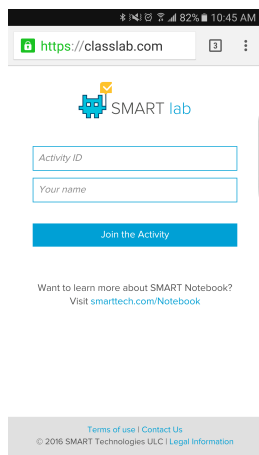 82% 10:45 AM
https://classlab.com 3
SMART lab
Activity ID
Your name
Join the Activity
Want to learn more about SMART Notebook?
Visit smarttech.com/Notebook
Terms of use | Contact Us
© 2016 SMART Technologies ULC | Legal Information